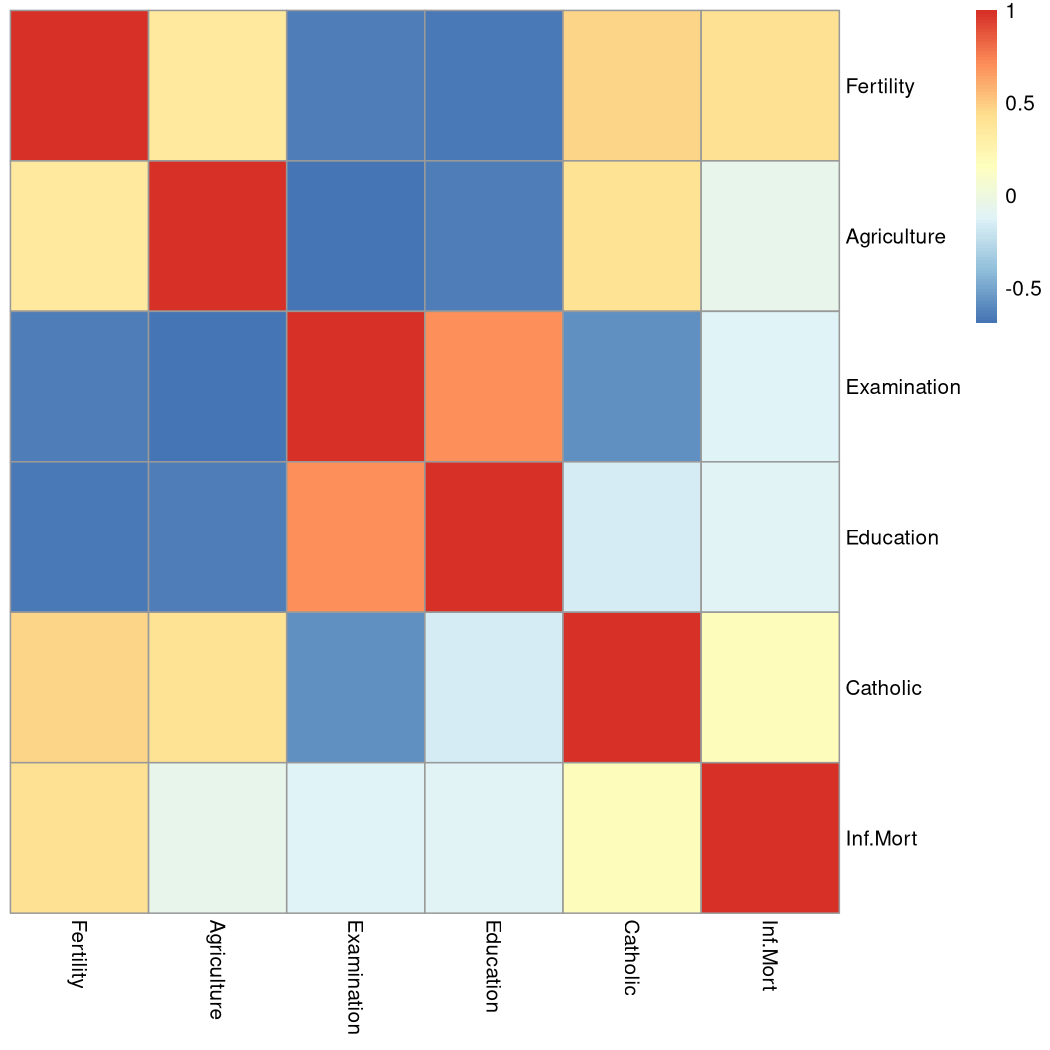 1
Fertility
0.5
0
Agriculture
-0.5
Examination
Education
Catholic
Inf.Mort
Fertility
Agriculture
Examination
Education
Catholic
Inf.Mort